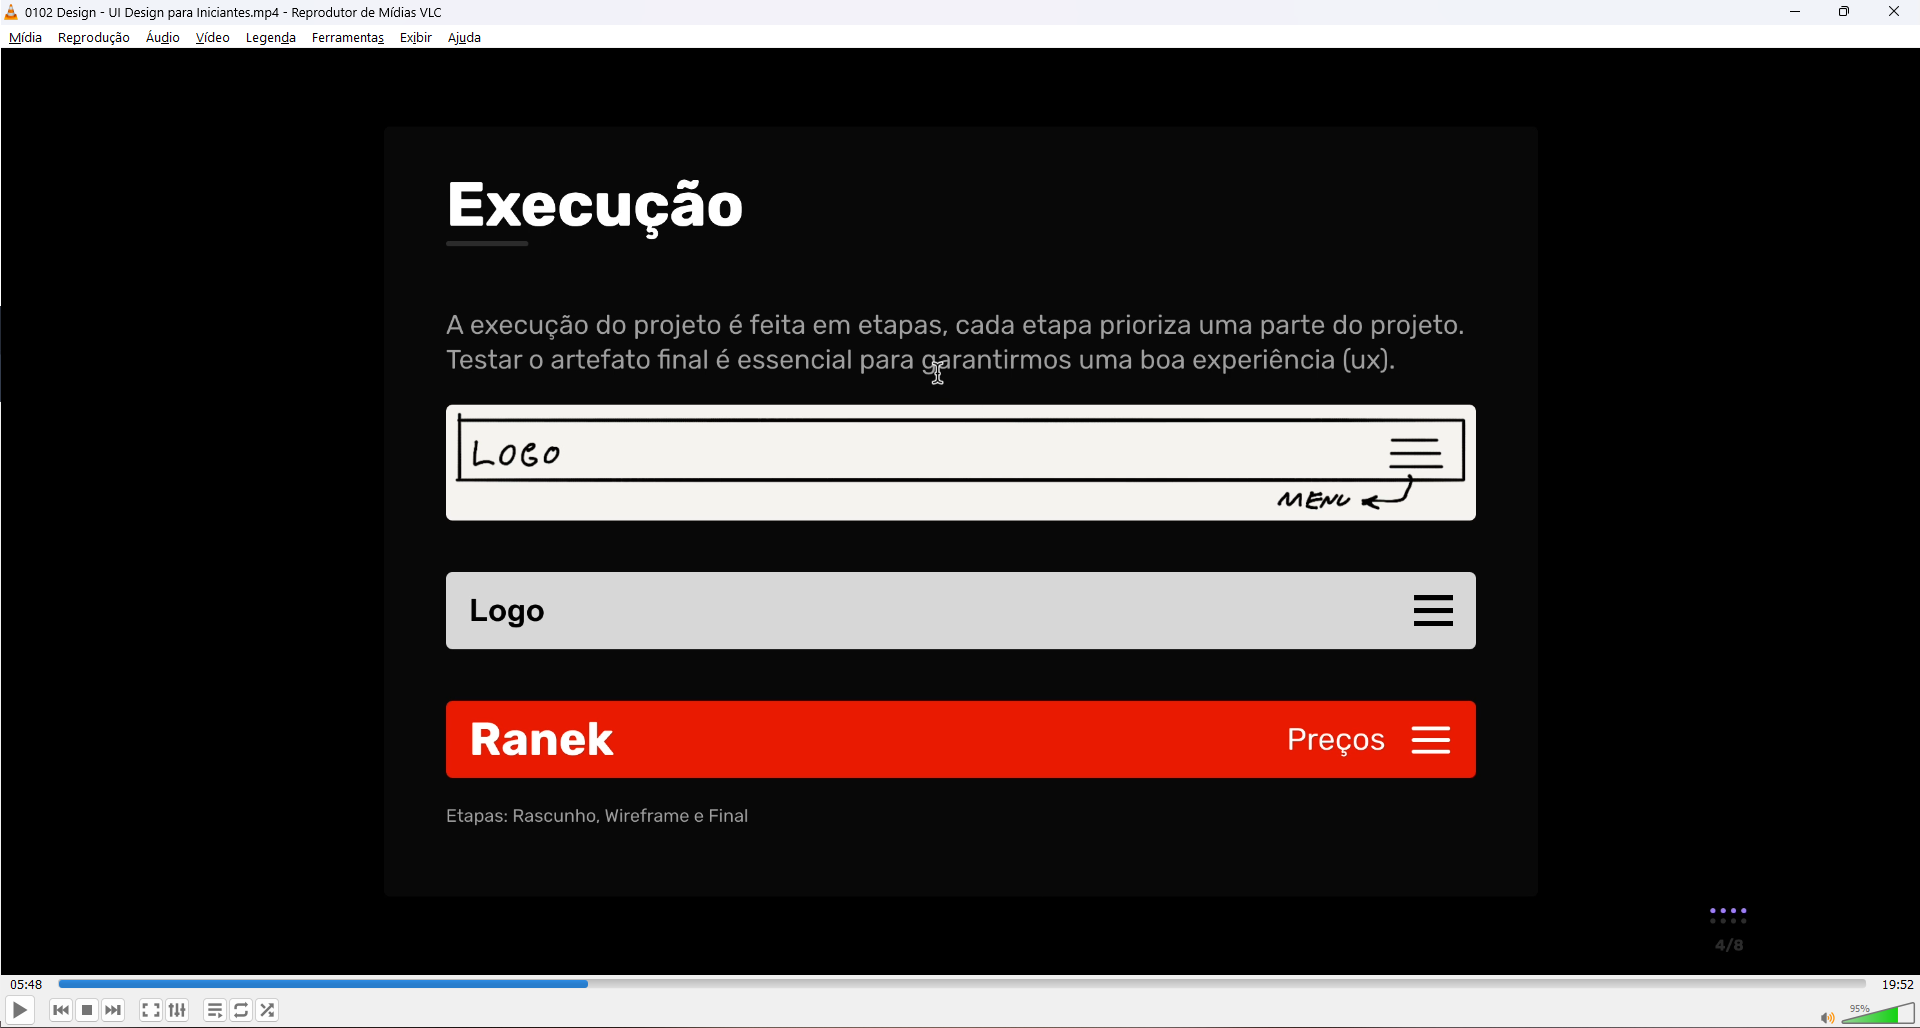 0102 Design - UI Design para Iniciantes.mp4 - Reprodutor de Mídias VLC
Mídia Reprodução Áudio Vídeo Legenda Ferramentas Exibir Ajuda
Execução
A execução do projeto é feita em etapas, cada etapa prioriza uma parte do projeto.
Testar o artefato final é essencial para garantirmos uma boa experiência (ux).
LOGO
MENU
Logo
Ranek Preços
Etapas: Rascunho, Wireframe e Final
4/8
05:48 19:52
95%